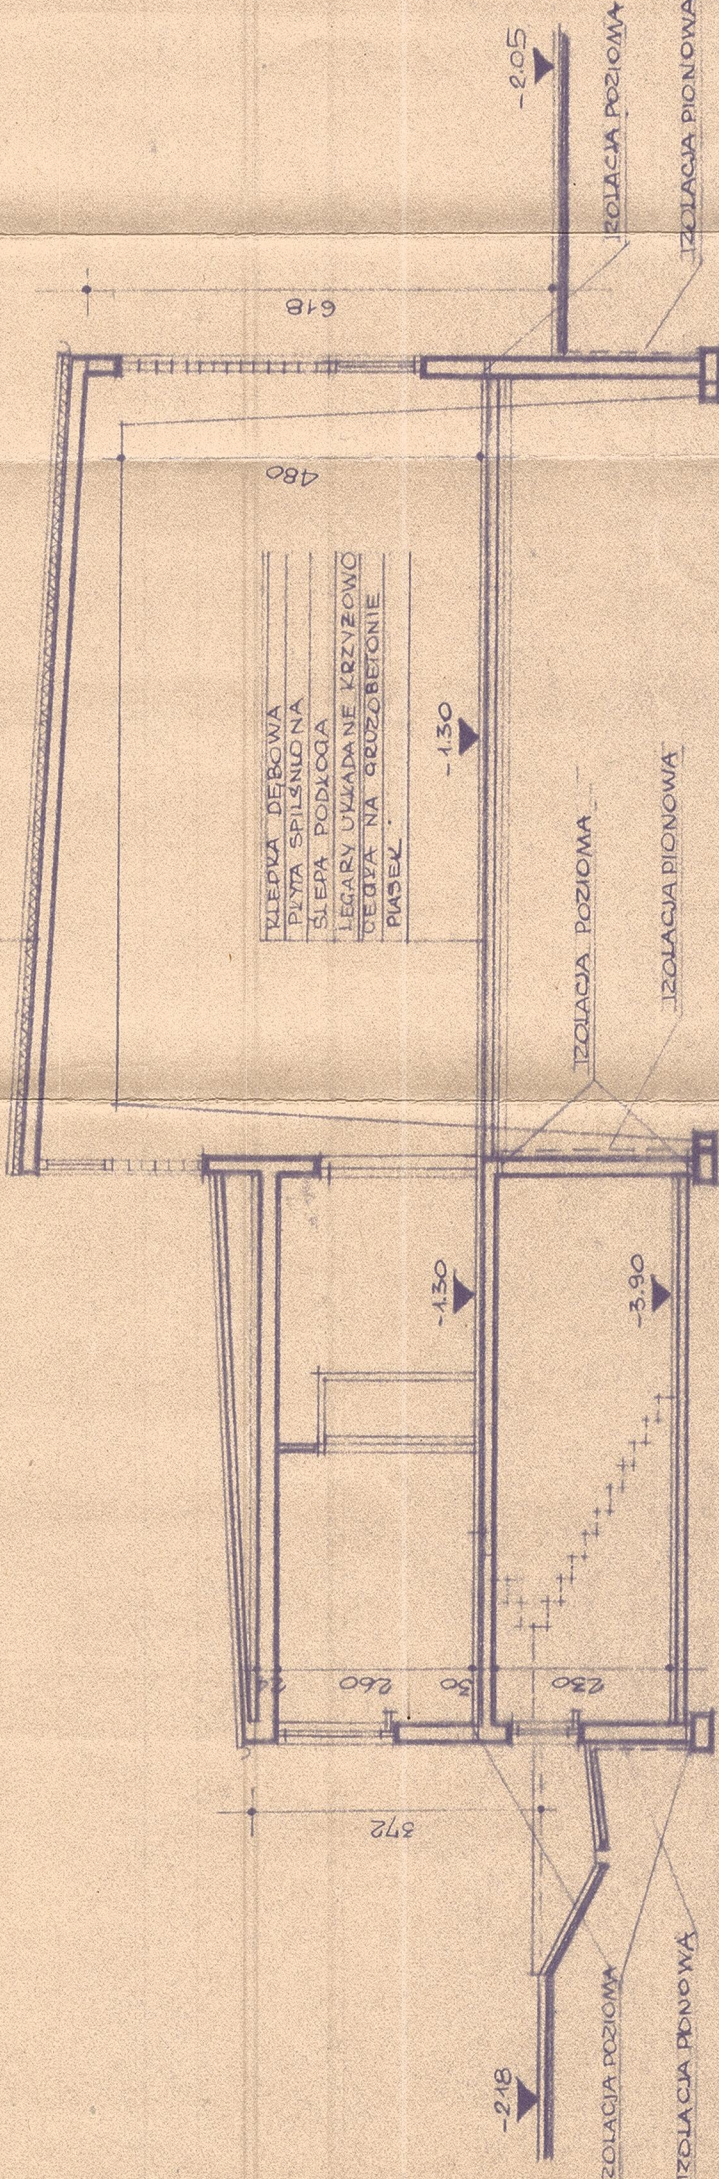 -2.05
IZOLACJA POZIOMA
IZOLACJA PIONOWA
618
480
KLEPKA DĘBOWA
PŁYTA SPILŚNIONA
ŚLEPA PODŁOGA
LEGARY UKŁADANE KRZYŻOWO
CEGŁA NA GRUZOBETONIE
PIASEK
-1.30
IZOLACJA POZIOMA
IZOLACJA PIONOWA
-1.30
-3.90
24
260
30
230
372
-218
IZOLACJA POZIOMA
IZOLACJA PIONOWA